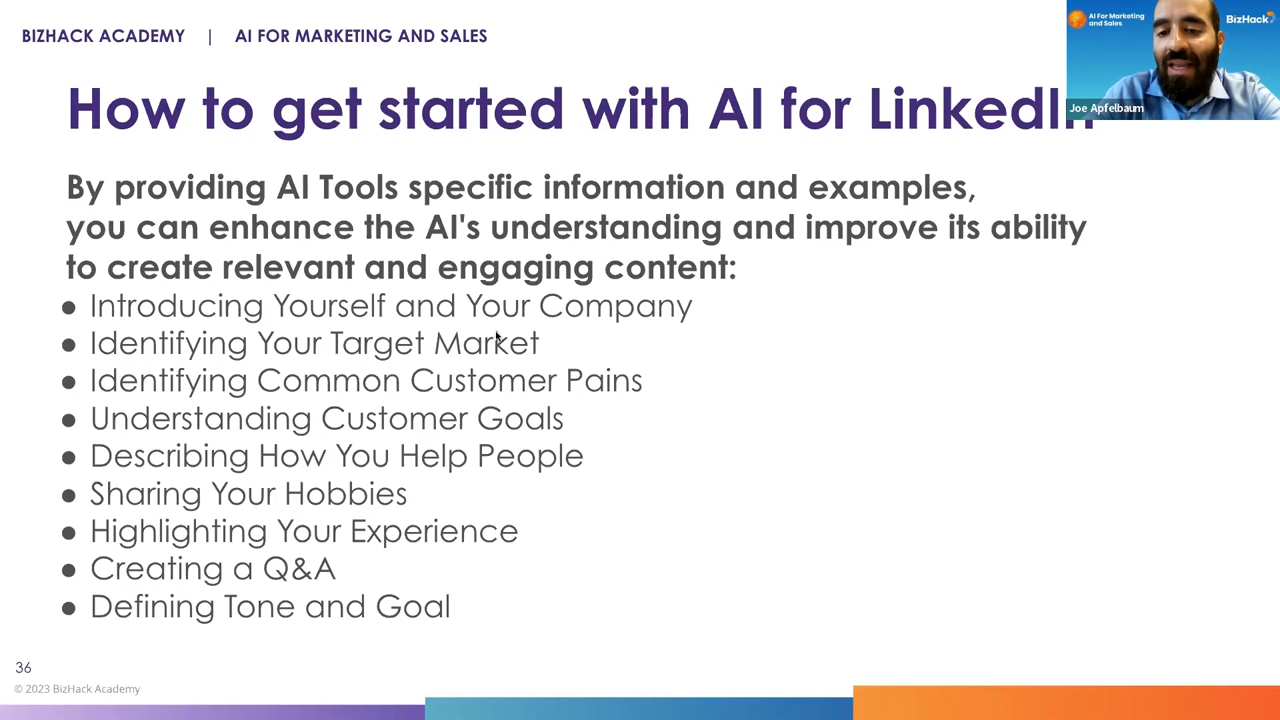 BIZHACK ACADEMY | AI FOR MARKETING AND SALES
AI For Marketing
and Sales
BizHack
Joe Apfelbaum
How to get started with AI for LinkedIn
By providing AI Tools specific information and examples,
you can enhance the AI's understanding and improve its ability
to create relevant and engaging content:
● Introducing Yourself and Your Company
● Identifying Your Target Market
● Identifying Common Customer Pains
● Understanding Customer Goals
● Describing How You Help People
● Sharing Your Hobbies
● Highlighting Your Experience
● Creating a Q&A
● Defining Tone and Goal
36
© 2023 BizHack Academy